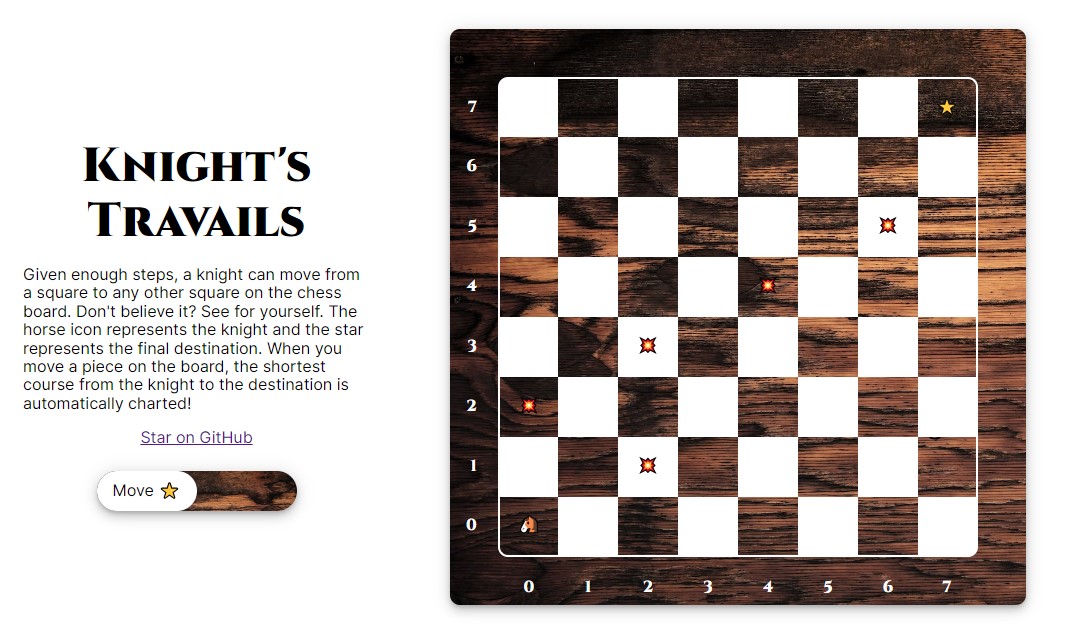 KNIGHT'S
TRAVAILS
Given enough steps, a knight can move from
a square to any other square on the chess
board. Don't believe it? See for yourself. The
horse icon represents the knight and the star
represents the final destination. When you
move a piece on the board, the shortest
course from the knight to the destination is
automatically charted!
Star on GitHub
Move
7
6
5
4
3
2
1
0
0 1 2 3 4 5 6 7